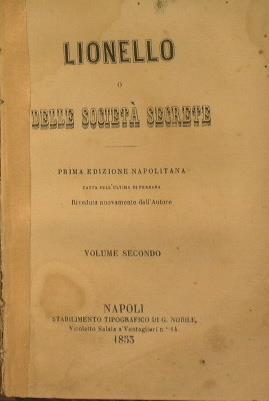 LIONELLO
O
DELLE SOCIETÀ SEGRETE
PRIMA EDIZIONE NAPOLITANA
FATTA SULL'ULTIMA DI FERRARA
Riveduta nuovamente dall'Autore
VOLUME SECONDO
NAPOLI
STABILIMENTO TIPOGRAFICO DI G. NOBILE,
Vicoletto Salata a' Ventaglieri n.° 14.
1853